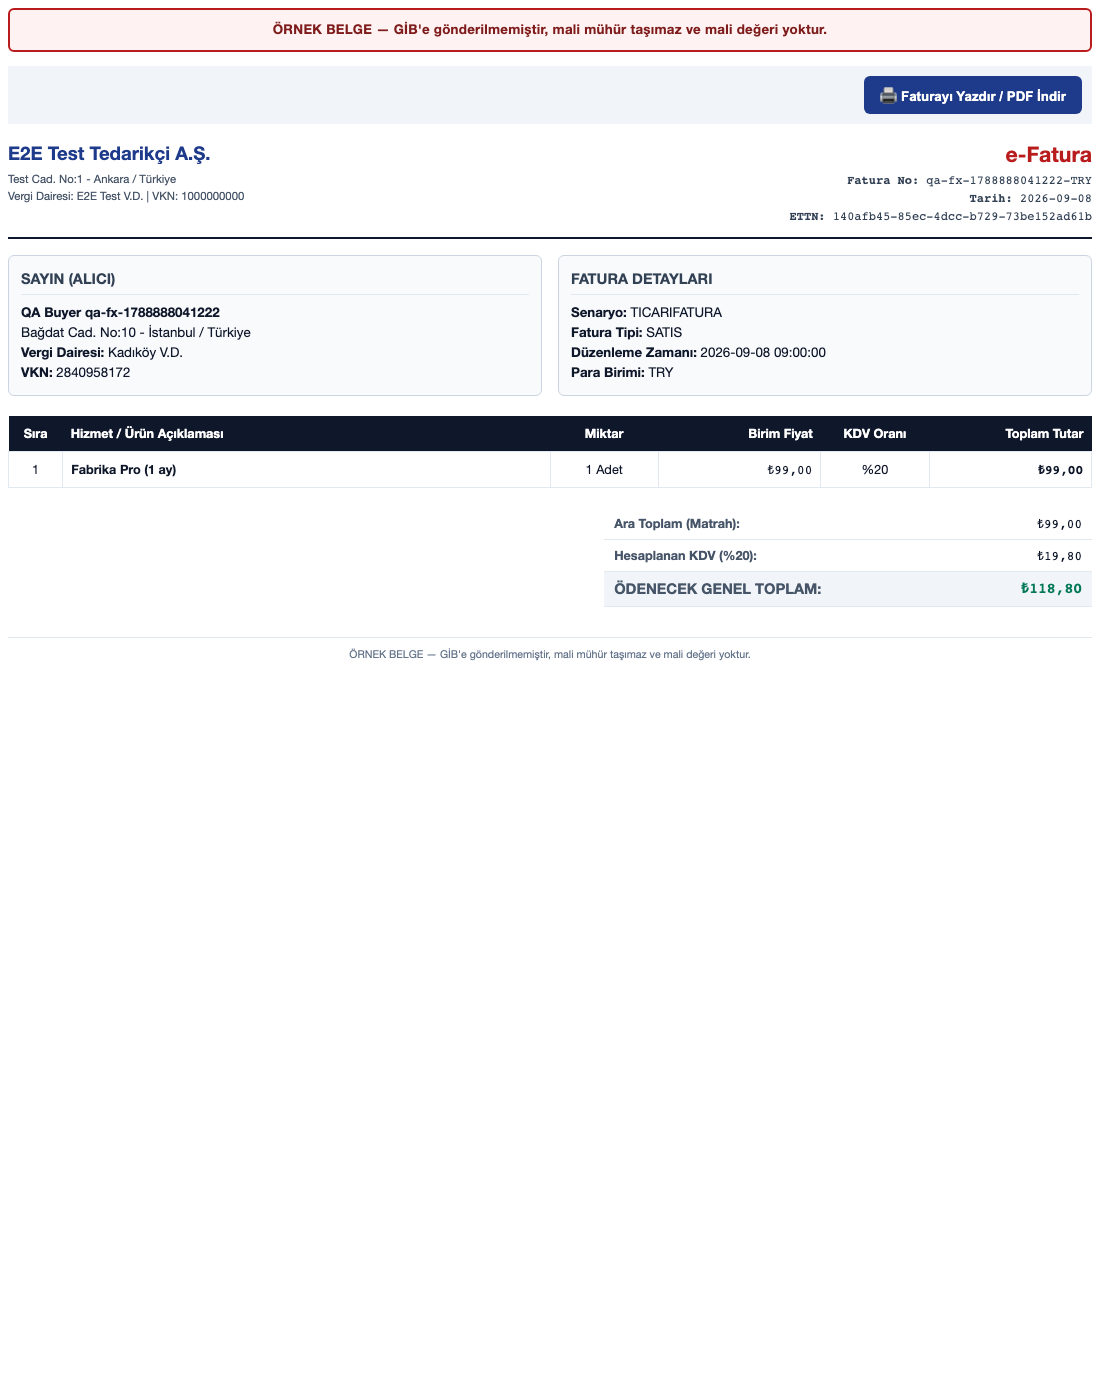 ÖRNEK BELGE — GİB'e gönderilmemiştir, mali mühür taşımaz ve mali değeri yoktur.
Faturayı Yazdır / PDF İndir
E2E Test Tedarikçi A.Ş.
Test Cad. No:1 - Ankara / Türkiye
Vergi Dairesi: E2E Test V.D. | VKN: 1000000000
e-Fatura
Fatura No: qa-fx-1788888041222-TRY
Tarih: 2026-09-08
ETTN: 140afb45-85ec-4dcc-b729-73be152ad61b
SAYIN (ALICI)
QA Buyer qa-fx-1788888041222
Bağdat Cad. No:10 - İstanbul / Türkiye
Vergi Dairesi: Kadıköy V.D.
VKN: 2840958172
FATURA DETAYLARI
Senaryo: TICARIFATURA
Fatura Tipi: SATIS
Düzenleme Zamanı: 2026-09-08 09:00:00
Para Birimi: TRY
Sıra Hizmet / Ürün Açıklaması Miktar Birim Fiyat KDV Oranı Toplam Tutar
1 Fabrika Pro (1 ay) 1 Adet ₺99,00 %20 ₺99,00
Ara Toplam (Matrah): ₺99,00
Hesaplanan KDV (%20): ₺19,80
ÖDENECEK GENEL TOPLAM: ₺118,80
ÖRNEK BELGE — GİB'e gönderilmemiştir, mali mühür taşımaz ve mali değeri yoktur.